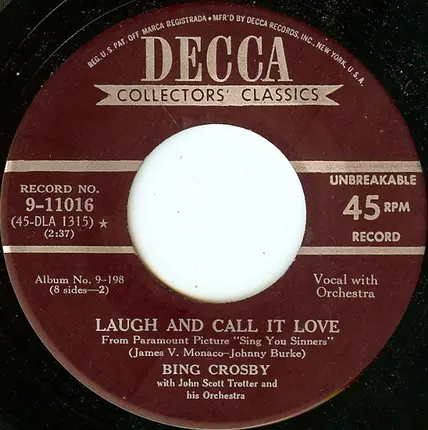 REG. U.S. PAT. OFF. MARCA REGISTRADA • MF'R'D BY DECCA RECORDS, INC., NEW YORK, U.S.A.
DECCA
COLLECTORS' CLASSICS
RECORD NO.
9-11016
(45-DLA 1315) ★
(2:37)
UNBREAKABLE
45 RPM
RECORD
Album No. 9-198
(8 sides—2)
Vocal with
Orchestra
LAUGH AND CALL IT LOVE
From Paramount Picture "Sing You Sinners"
(James V. Monaco-Johnny Burke)
BING CROSBY
with John Scott Trotter and
his Orchestra